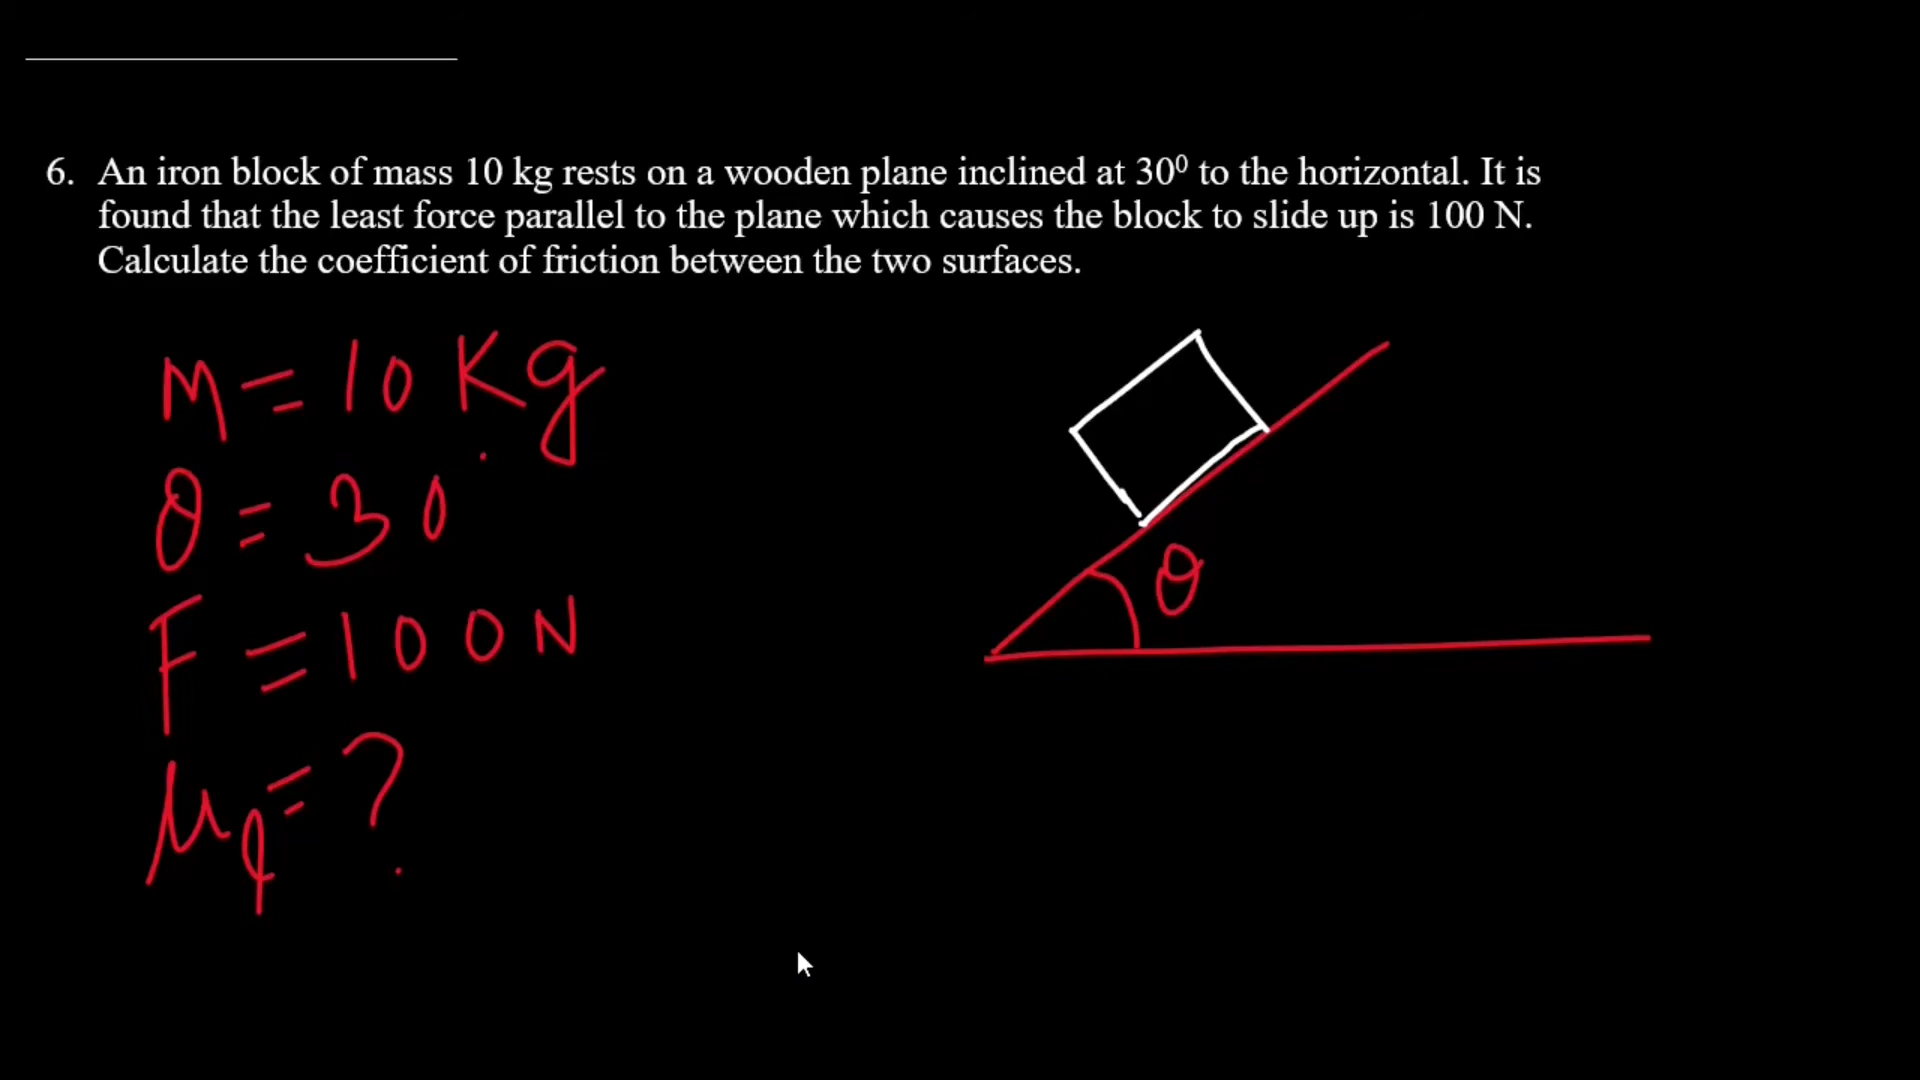 6. An iron block of mass 10 kg rests on a wooden plane inclined at 30⁰ to the horizontal. It is
found that the least force parallel to the plane which causes the block to slide up is 100 N.
Calculate the coefficient of friction between the two surfaces.
M = 10 Kg
θ = 30°
F = 100 N
μf = ?
θ